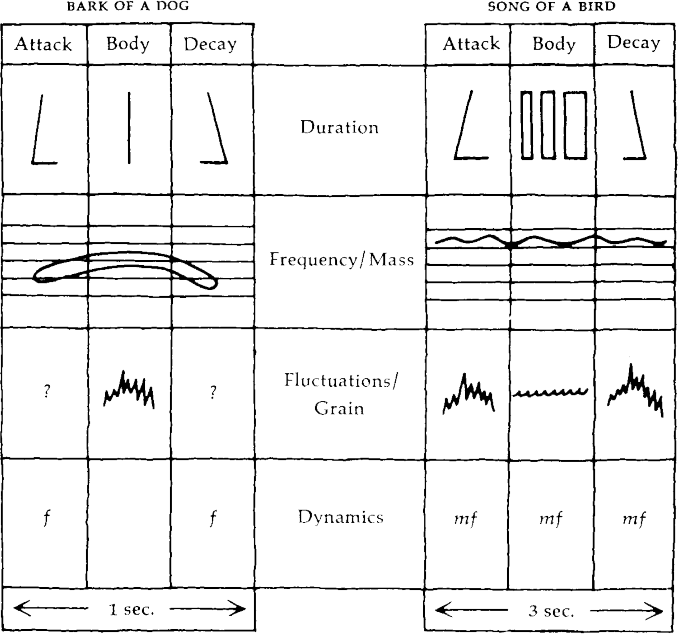 BARK OF A DOG
SONG OF A BIRD
Attack Body Decay
Attack Body Decay
Duration
Frequency/Mass
? ?
Fluctuations/
Grain
f f
Dynamics
mf mf mf
1 sec.
3 sec.